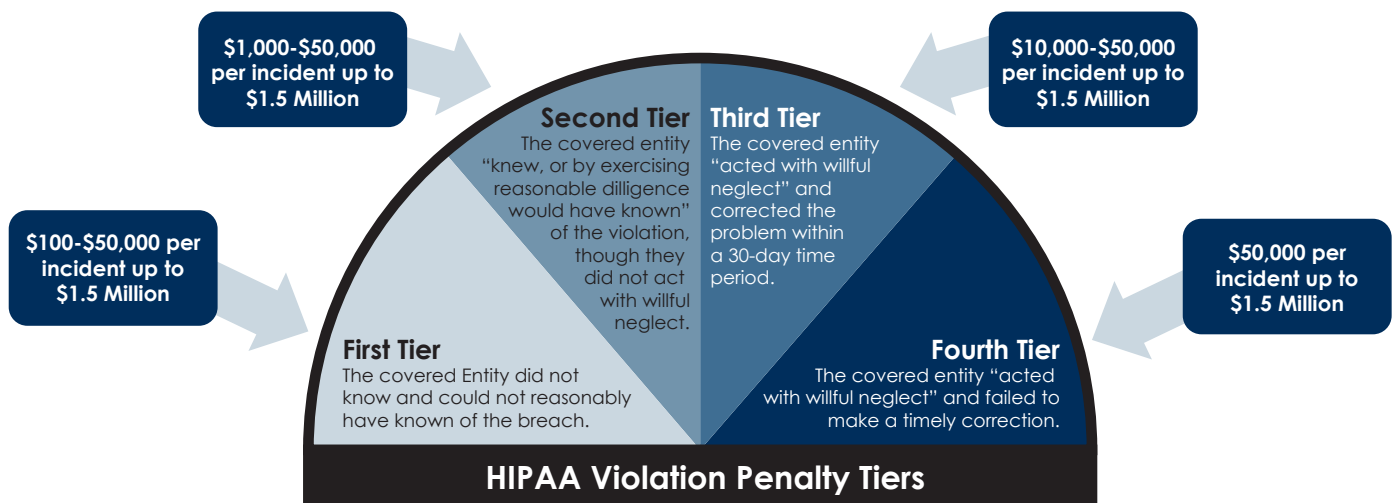 $1,000-$50,000
per incident up to
$1.5 Million
$10,000-$50,000
per incident up to
$1.5 Million
$100-$50,000 per
incident up to
$1.5 Million
$50,000 per
incident up to
$1.5 Million
First Tier
The covered Entity did not
know and could not reasonably
have known of the breach.
Second Tier
The covered entity
“knew, or by exercising
reasonable dilligence
would have known”
of the violation,
though they
did not act
with willful
neglect.
Third Tier
The covered entity
“acted with willful
neglect” and
corrected the
problem within
a 30-day time
period.
Fourth Tier
The covered entity “acted
with willful neglect” and failed to
make a timely correction.
HIPAA Violation Penalty Tiers